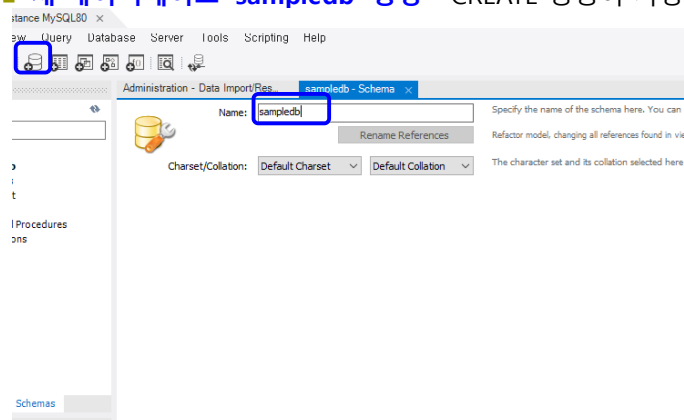 sampledb
CREATE
stance MySQL80 ×
ew Query Database Server Tools Scripting Help
Administration - Data Import/Res... sampledb - Schema ×
Name: sampledb Specify the name of the schema here. You can
Rename References Refactor model, changing all references found in vie
Charset/Collation: Default Charset Default Collation The character set and its collation selected here
t
l Procedures
ons
Schemas